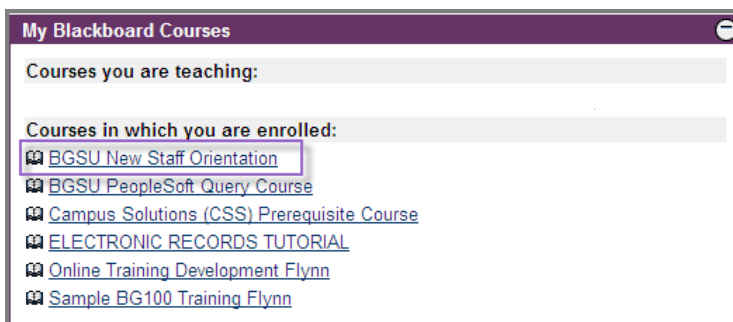 My Blackboard Courses
Courses you are teaching:
Courses in which you are enrolled:
BGSU New Staff Orientation
BGSU PeopleSoft Query Course
Campus Solutions (CSS) Prerequisite Course
ELECTRONIC RECORDS TUTORIAL
Online Training Development Flynn
Sample BG100 Training Flynn